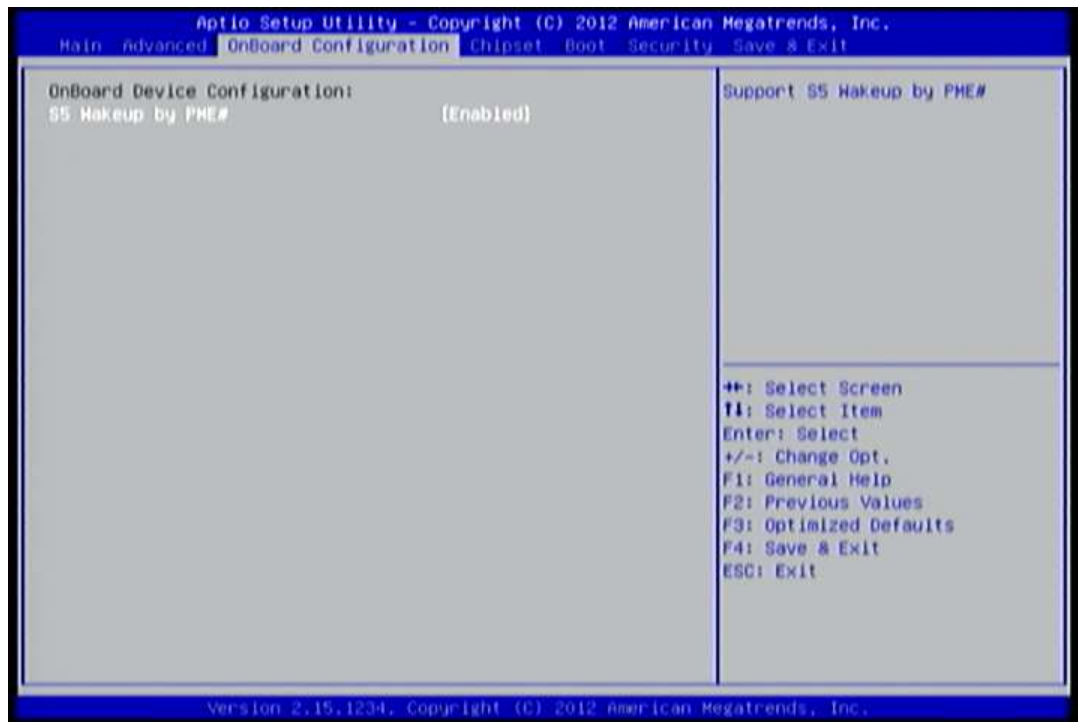 Aptio Setup Utility - Copyright (C) 2012 American Megatrends, Inc.
Main Advanced OnBoard Configuration Chipset Boot Security Save & Exit
OnBoard Device Configuration:
S5 Wakeup by PME# [Enabled]
Support S5 Wakeup by PME#
→←: Select Screen
↑↓: Select Item
Enter: Select
+/-: Change Opt.
F1: General Help
F2: Previous Values
F3: Optimized Defaults
F4: Save & Exit
ESC: Exit
Version 2.15.1234. Copyright (C) 2012 American Megatrends, Inc.